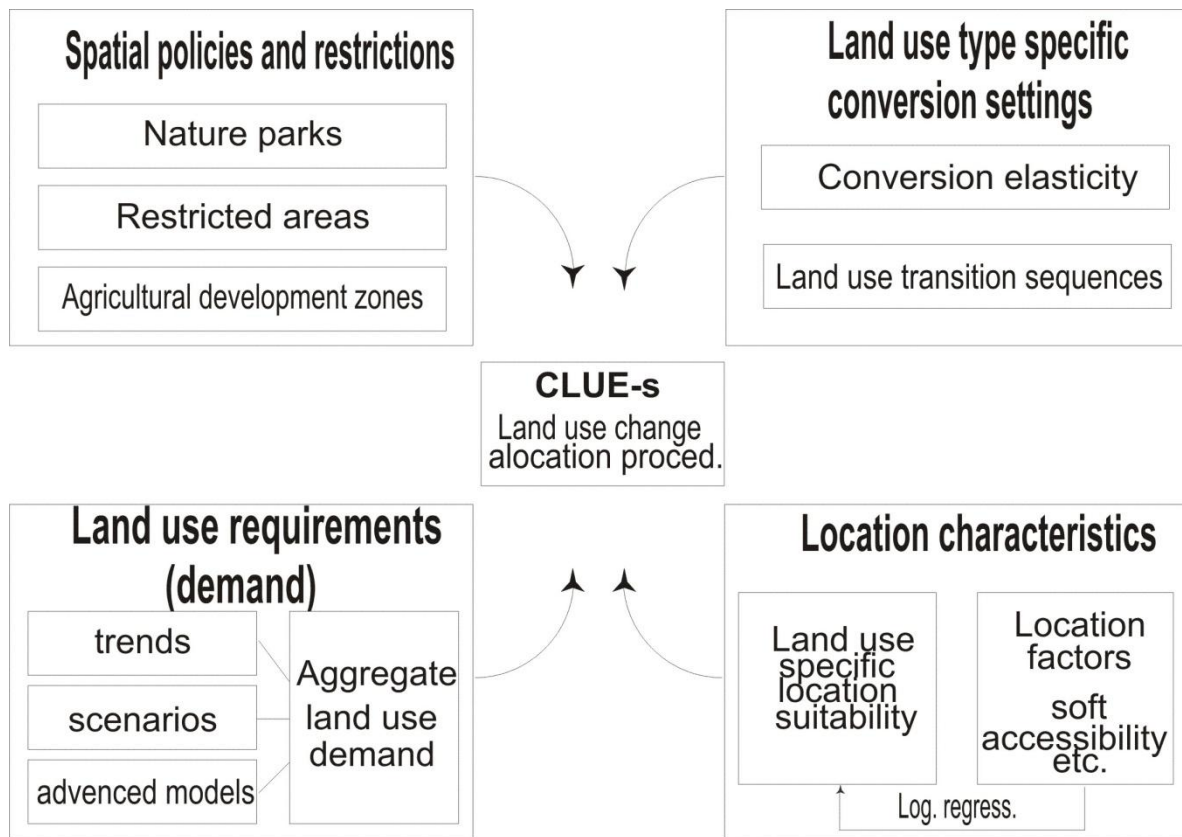 Spatial policies and restrictions
Nature parks
Restricted areas
Agricultural development zones
Land use type specific
conversion settings
Conversion elasticity
Land use transition sequences
CLUE-s
Land use change
alocation proced.
Land use requirements
(demand)
trends
scenarios
advenced models
Aggregate
land use
demand
Location characteristics
Land use
specific
location
suitability
Location
factors
soft
accessibility
etc.
Log. regress.